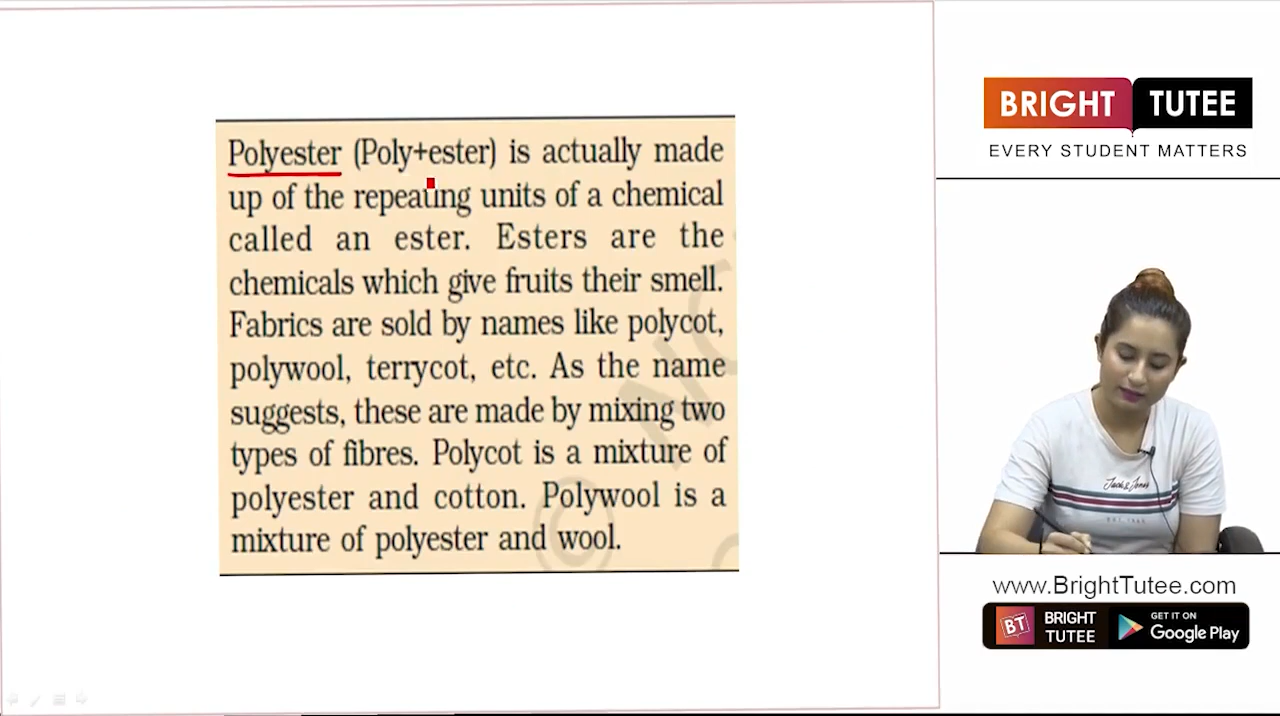 Polyester (Poly+ester) is actually made
up of the repeating units of a chemical
called an ester. Esters are the
chemicals which give fruits their smell.
Fabrics are sold by names like polycot,
polywool, terrycot, etc. As the name
suggests, these are made by mixing two
types of fibres. Polycot is a mixture of
polyester and cotton. Polywool is a
mixture of polyester and wool.
BRIGHT TUTEE
EVERY STUDENT MATTERS
Jack & Jones
www.BrightTutee.com
BT
BRIGHT
TUTEE
GET IT ON
Google Play